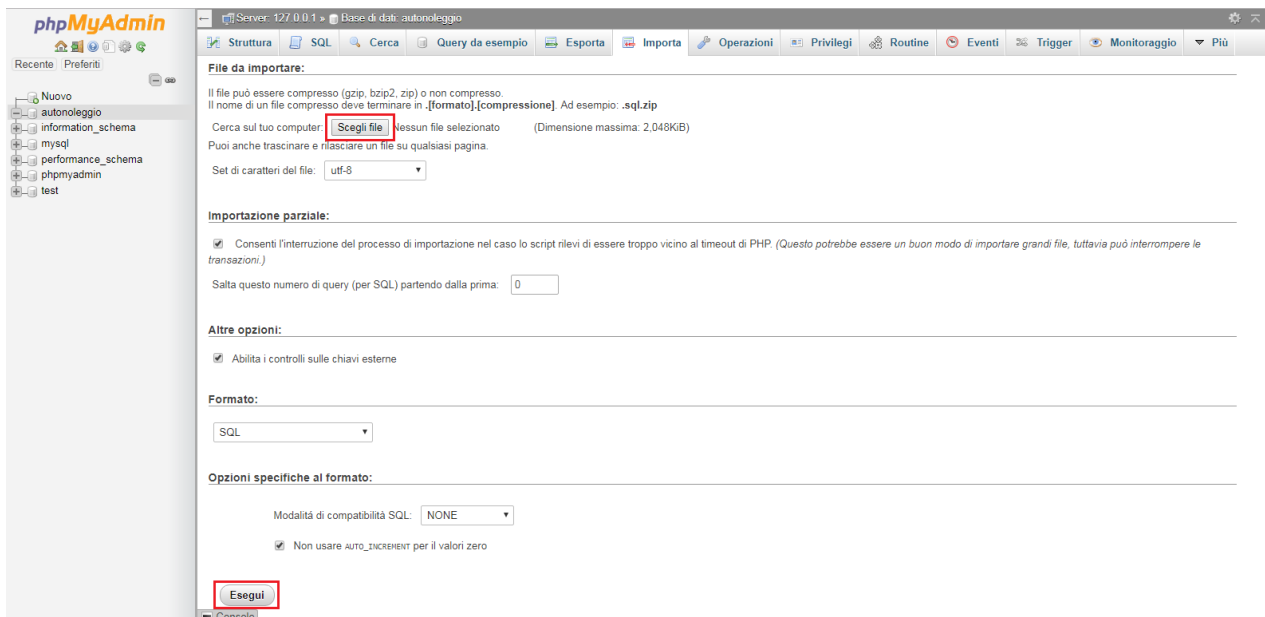 phpMyAdmin
Recente Preferiti
Nuovo
autonoleggio
information_schema
mysql
performance_schema
phpmyadmin
test
Server: 127.0.0.1 » Base di dati: autonoleggio
Struttura SQL Cerca Query da esempio Esporta Importa Operazioni Privilegi Routine Eventi Trigger Monitoraggio Più
File da importare:
Il file può essere compresso (gzip, bzip2, zip) o non compresso.
Il nome di un file compresso deve terminare in .[formato].[compressione]. Ad esempio: .sql.zip
Cerca sul tuo computer: Scegli file Nessun file selezionato (Dimensione massima: 2,048KiB)
Puoi anche trascinare e rilasciare un file su qualsiasi pagina.
Set di caratteri del file: utf-8
Importazione parziale:
Consenti l'interruzione del processo di importazione nel caso lo script rilevi di essere troppo vicino al timeout di PHP. (Questo potrebbe essere un buon modo di importare grandi file, tuttavia può interrompere le
transazioni.)
Salta questo numero di query (per SQL) partendo dalla prima: 0
Altre opzioni:
Abilita i controlli sulle chiavi esterne
Formato:
SQL
Opzioni specifiche al formato:
Modalitá di compatibilità SQL: NONE
Non usare AUTO_INCREMENT per il valori zero
Esegui
Console